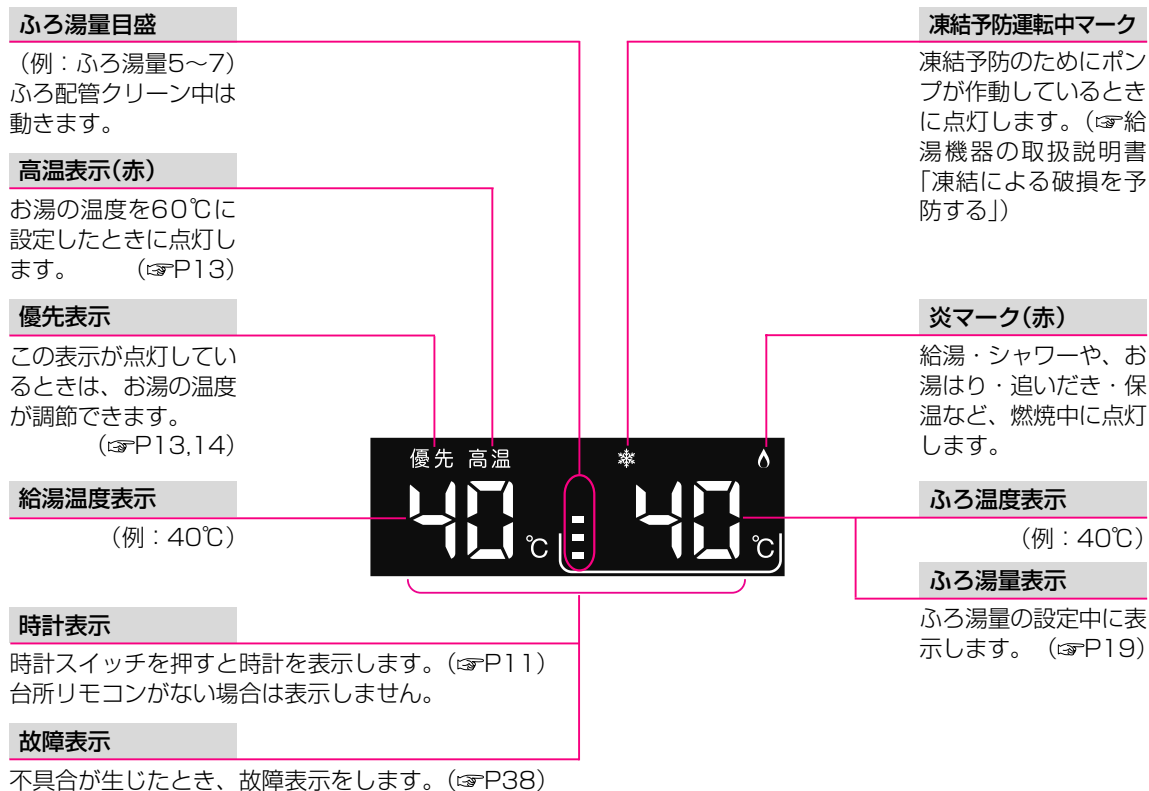 ふろ湯量目盛
（例：ふろ湯量5～7）
ふろ配管クリーン中は
動きます。
高温表示(赤)
お湯の温度を60℃に
設定したときに点灯し
ます。　（☞P13）
優先表示
この表示が点灯してい
るときは、お湯の温度
が調節できます。
（☞P13,14）
給湯温度表示
（例：40℃）
時計表示
時計スイッチを押すと時計を表示します。（☞P11）
台所リモコンがない場合は表示しません。
故障表示
不具合が生じたとき、故障表示をします。（☞P38）
優先 高温
40℃ 40℃
凍結予防運転中マーク
凍結予防のためにポン
プが作動しているとき
に点灯します。（☞給
湯機器の取扱説明書
「凍結による破損を予
防する」）
炎マーク(赤)
給湯・シャワーや、お
湯はり・追いだき・保
温など、燃焼中に点灯
します。
ふろ温度表示
（例：40℃）
ふろ湯量表示
ふろ湯量の設定中に表
示します。（☞P19）